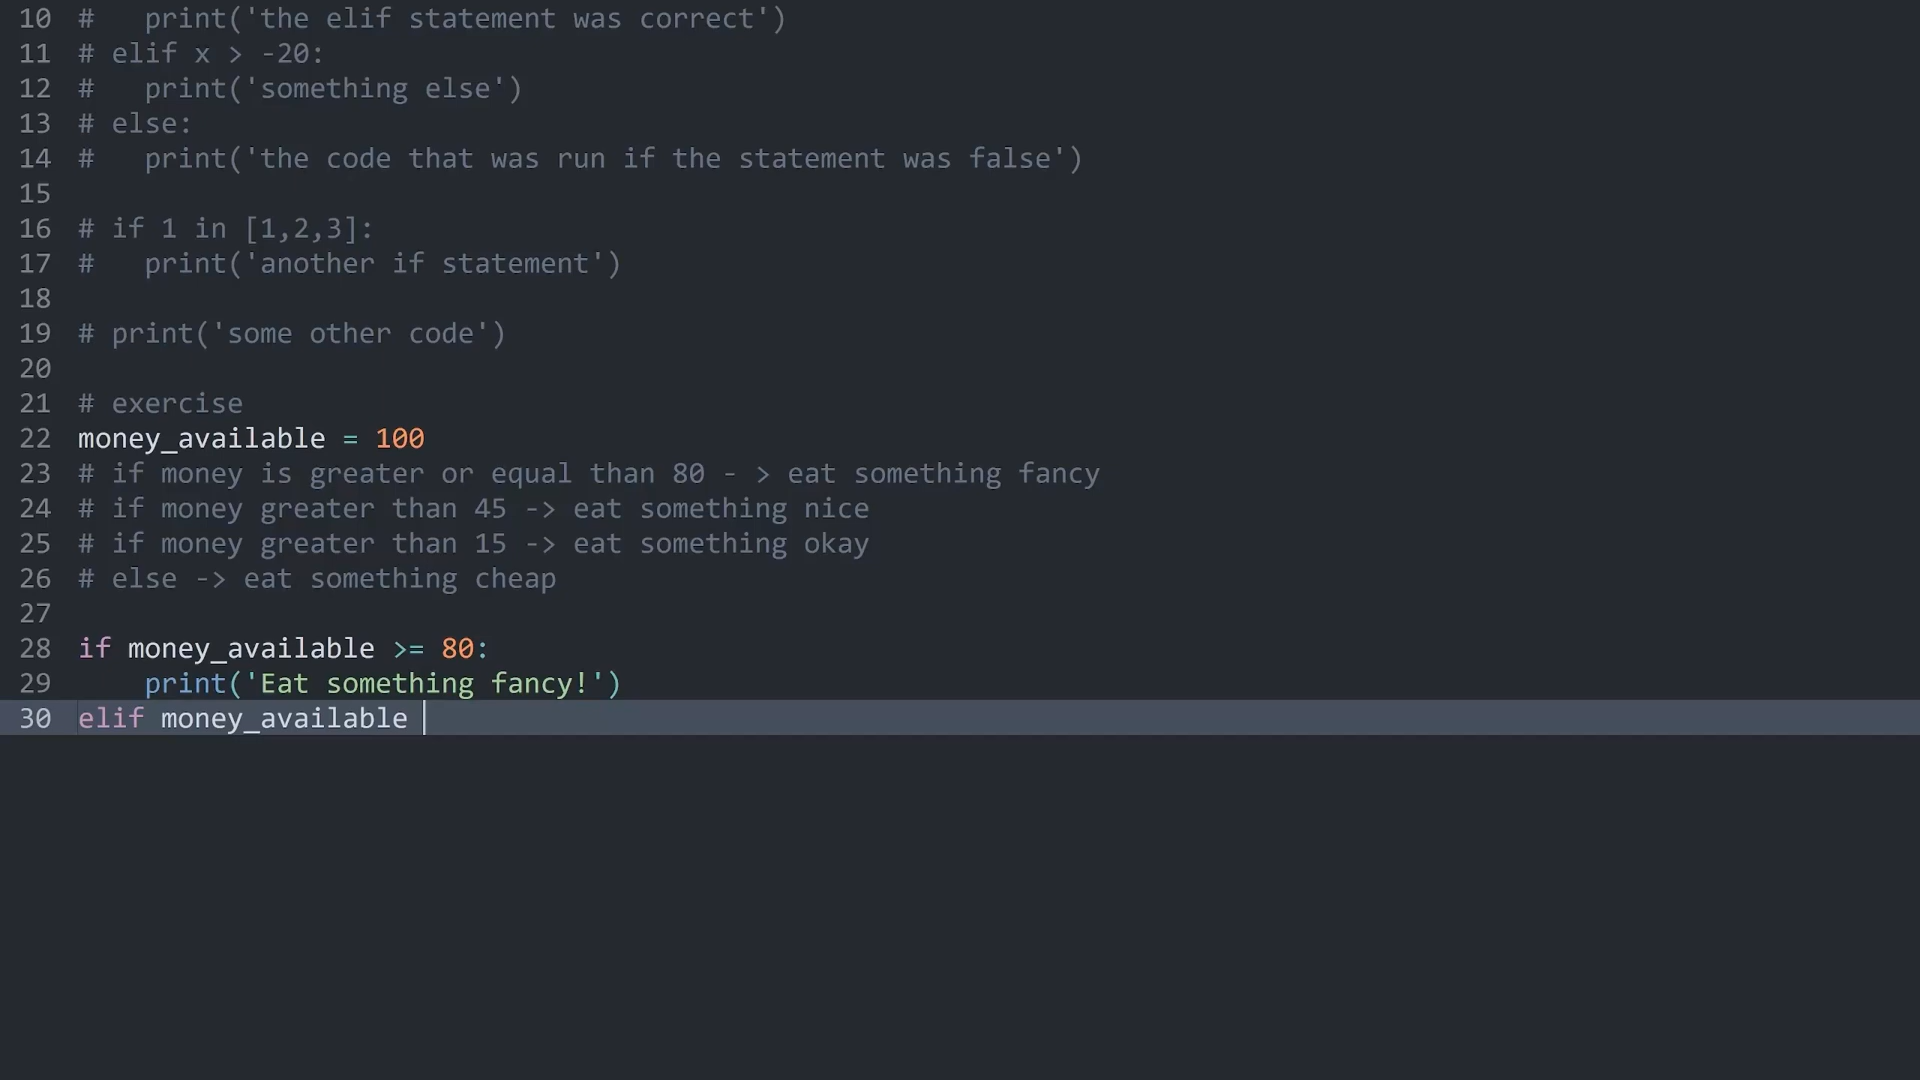 10 #   print('the elif statement was correct')
11 # elif x > -20:
12 #   print('something else')
13 # else:
14 #   print('the code that was run if the statement was false')
15
16 # if 1 in [1,2,3]:
17 #   print('another if statement')
18
19 # print('some other code')
20
21 # exercise
22 money_available = 100
23 # if money is greater or equal than 80 - > eat something fancy
24 # if money greater than 45 -> eat something nice
25 # if money greater than 15 -> eat something okay
26 # else -> eat something cheap
27
28 if money_available >= 80:
29     print('Eat something fancy!')
30 elif money_available